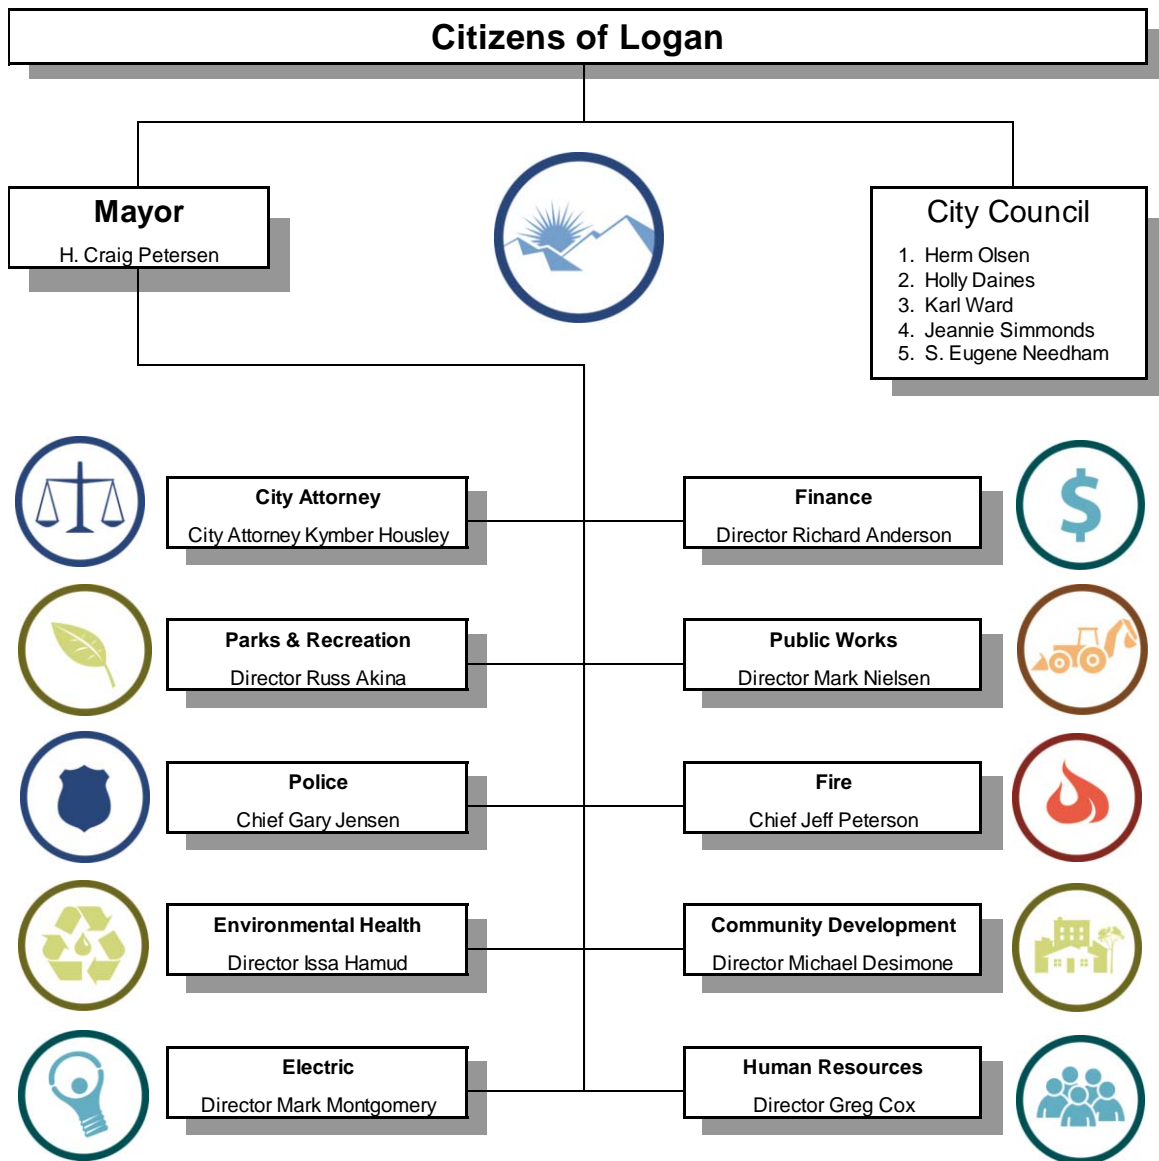 Citizens of Logan
Mayor
H. Craig Petersen
City Council
1. Herm Olsen
2. Holly Daines
3. Karl Ward
4. Jeannie Simmonds
5. S. Eugene Needham
City Attorney
City Attorney Kymber Housley
Finance
Director Richard Anderson
Parks & Recreation
Director Russ Akina
Public Works
Director Mark Nielsen
Police
Chief Gary Jensen
Fire
Chief Jeff Peterson
Environmental Health
Director Issa Hamud
Community Development
Director Michael Desimone
Electric
Director Mark Montgomery
Human Resources
Director Greg Cox
$